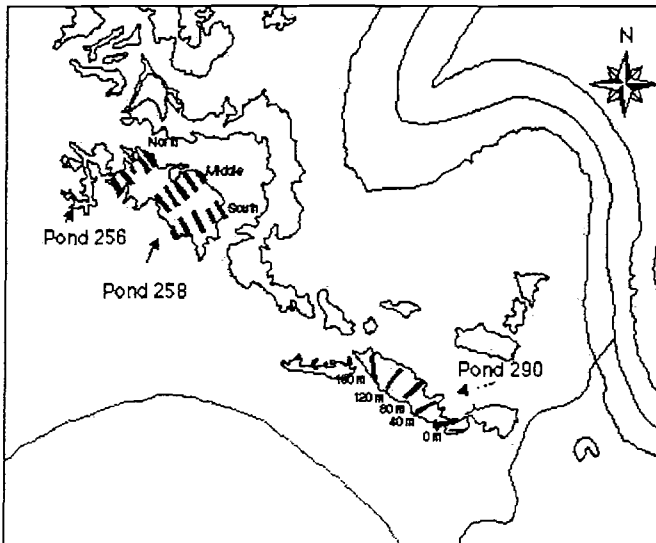 N
North
Middle
South
Pond 256
Pond 258
Pond 290
160 m
120 m
80 m
40 m
0 m